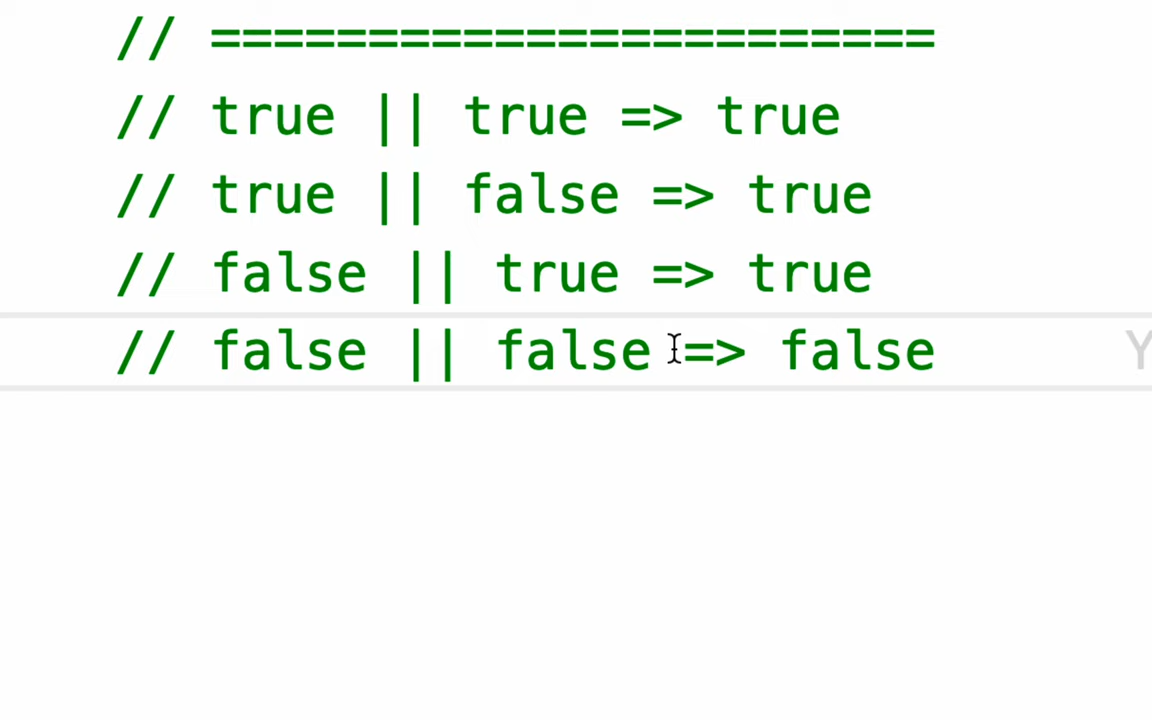 // =======================
// true || true => true
// true || false => true
// false || true => true
// false || false => false
Y